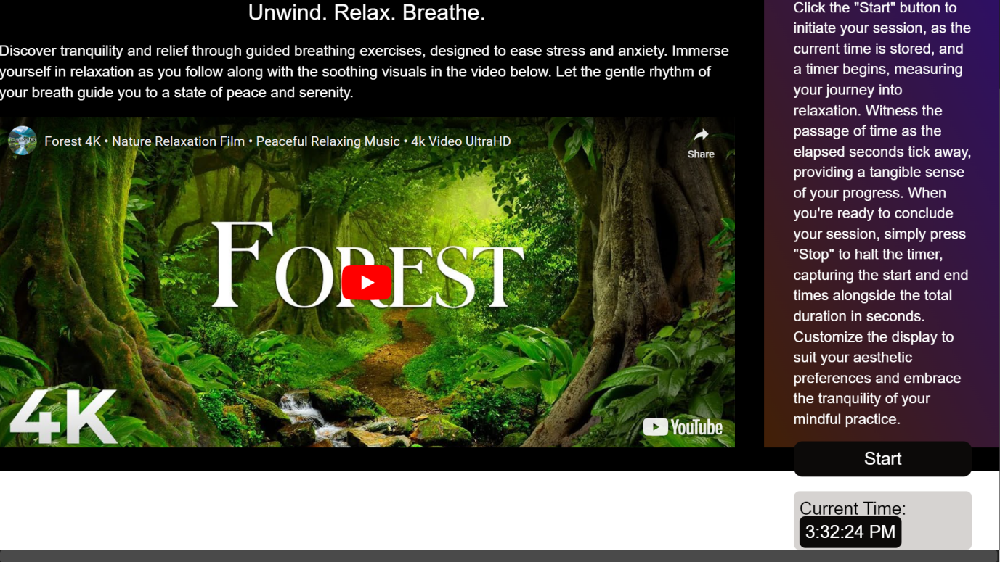 Unwind. Relax. Breathe.
Discover tranquility and relief through guided breathing exercises, designed to ease stress and anxiety. Immerse
yourself in relaxation as you follow along with the soothing visuals in the video below. Let the gentle rhythm of
your breath guide you to a state of peace and serenity.
Forest 4K • Nature Relaxation Film • Peaceful Relaxing Music • 4k Video UltraHD
Share
FOREST
4K
YouTube
Click the "Start" button to
initiate your session, as the
current time is stored, and
a timer begins, measuring
your journey into
relaxation. Witness the
passage of time as the
elapsed seconds tick away,
providing a tangible sense
of your progress. When
you're ready to conclude
your session, simply press
"Stop" to halt the timer,
capturing the start and end
times alongside the total
duration in seconds.
Customize the display to
suit your aesthetic
preferences and embrace
the tranquility of your
mindful practice.
Start
Current Time:
3:32:24 PM